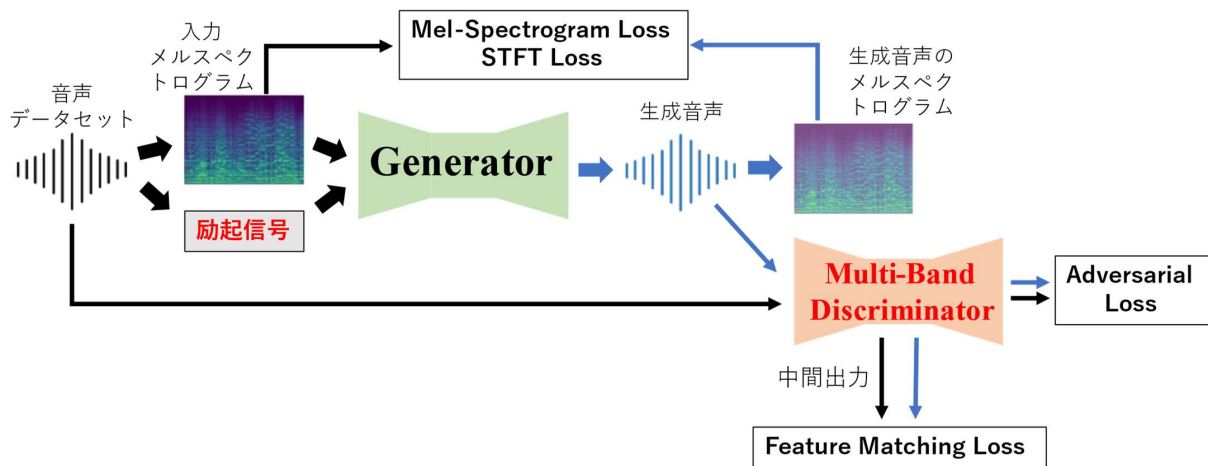 音声
データセット
入力
メルスペク
トログラム
励起信号
Mel-Spectrogram Loss
STFT Loss
Generator
生成音声
生成音声の
メルスペク
トログラム
Multi-Band
Discriminator
Adversarial
Loss
中間出力
Feature Matching Loss